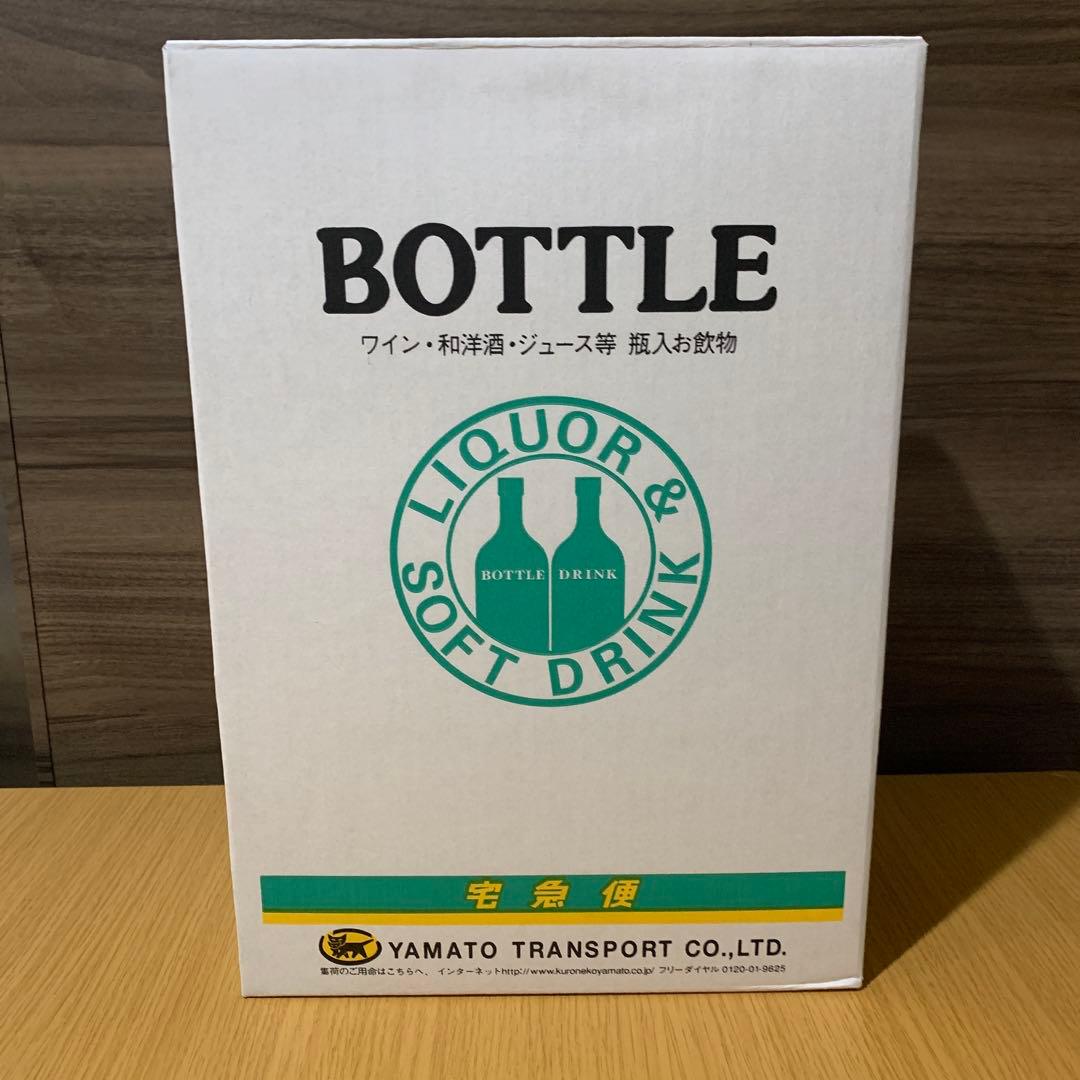 BOTTLE
ワイン・和洋酒・ジュース等 瓶入お飲物
LIQUOR &
BOTTLE DRINK
SOFT DRINK
宅急便
YAMATO TRANSPORT CO.,LTD.
集荷のご用命はこちらへ、 インターネットhttp://www.kuronekoyamato.co.jp/ フリーダイヤル 0120-01-9625